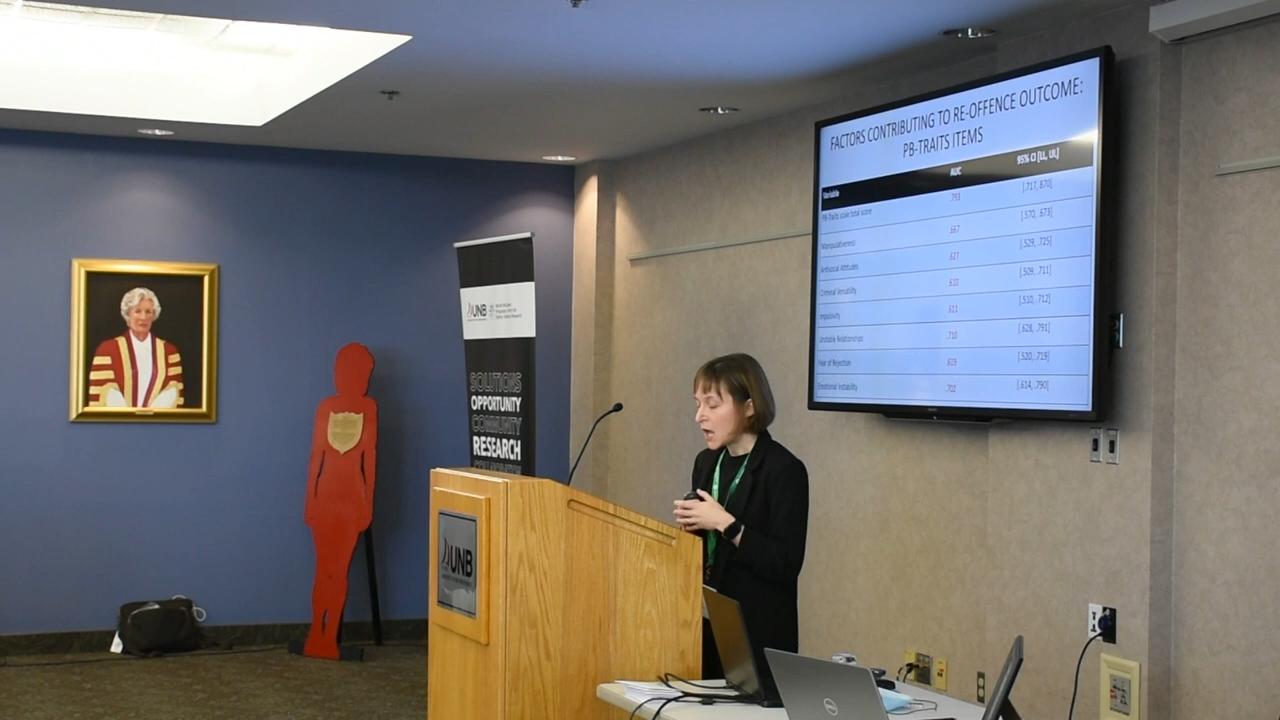 FACTORS CONTRIBUTING TO RE-OFFENCE OUTCOME:
PB-TRAITS ITEMS
Variable AUC 95% CI [LL, UL]
PB-Traits scale total score .793 [.717, .870]
Manipulativeness .667 [.570, .673]
Antisocial Attitudes .627 [.529, .725]
Criminal Versatility .610 [.509, .711]
Impulsivity .611 [.510, .712]
Unstable Relationships .710 [.628, .791]
Fear of Rejection .619 [.520, .719]
Emotional Instability .702 [.614, .790]
UNB
SOLUTIONS
OPPORTUNITY
COMMUNITY
RESEARCH
UNB
DELL